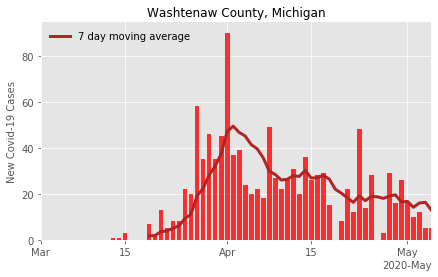 Washtenaw County, Michigan
7 day moving average
New Covid-19 Cases
80
60
40
20
0
Mar 15 Apr 15 May
2020-May